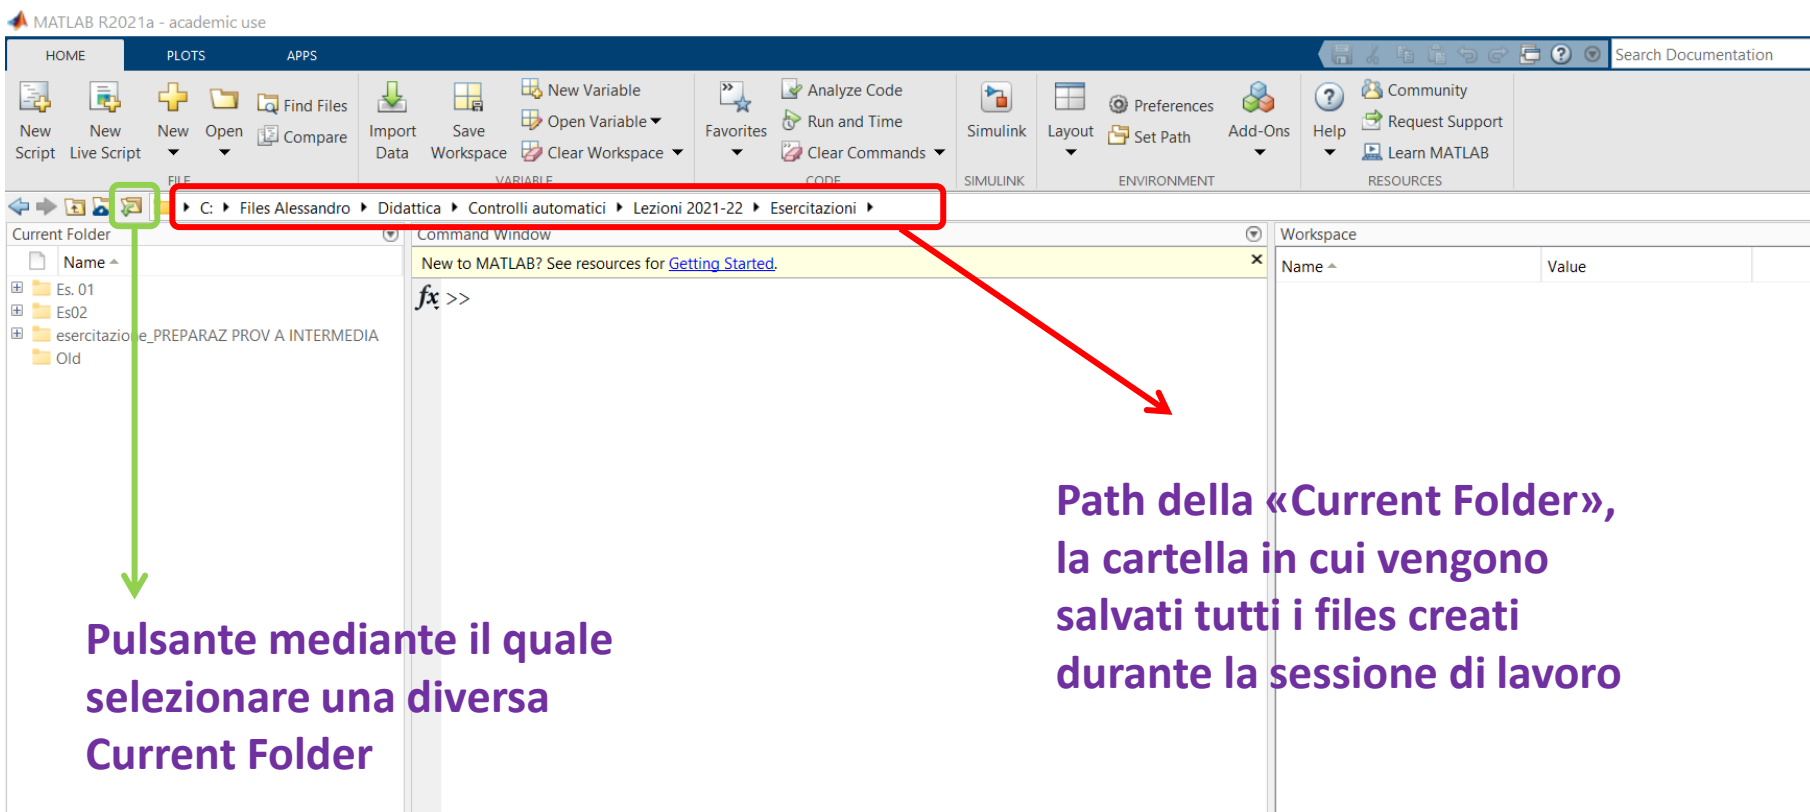 MATLAB R2021a - academic use
HOME PLOTS APPS
Search Documentation
New Script
New Live Script
New
Open
Find Files
Compare
Import Data
Save Workspace
New Variable
Open Variable
Clear Workspace
Favorites
Analyze Code
Run and Time
Clear Commands
Simulink
Layout
Preferences
Set Path
Add-Ons
Help
Community
Request Support
Learn MATLAB
FILE VARIABLE CODE SIMULINK ENVIRONMENT RESOURCES
C: Files Alessandro Didattica Controlli automatici Lezioni 2021-22 Esercitazioni
Current Folder
Name
Es. 01
Es02
esercitazione_PREPARAZ PROV A INTERMEDIA
Old
Command Window
New to MATLAB? See resources for Getting Started.
fx >>
Workspace
Name Value
Path della «Current Folder»,
la cartella in cui vengono
salvati tutti i files creati
durante la sessione di lavoro
Pulsante mediante il quale
selezionare una diversa
Current Folder